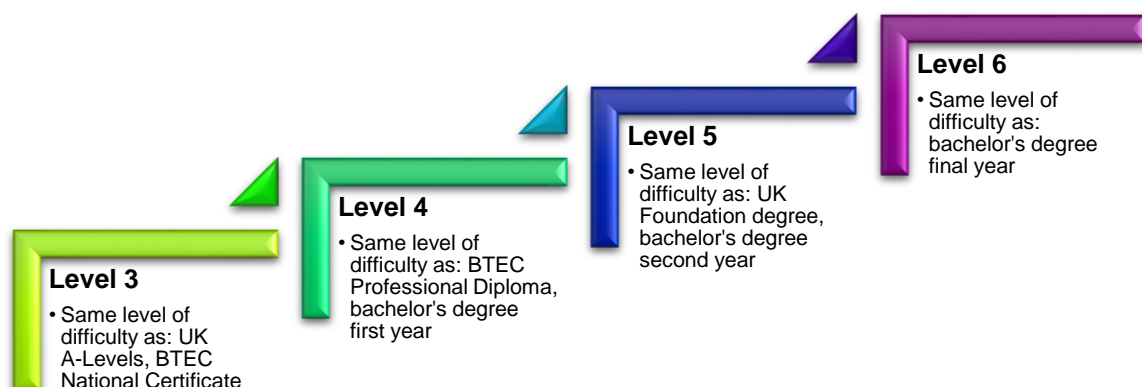 Level 6
• Same level of
difficulty as:
bachelor's degree
final year
Level 5
• Same level of
difficulty as: UK
Foundation degree,
bachelor's degree
second year
Level 4
• Same level of
difficulty as: BTEC
Professional Diploma,
bachelor's degree
first year
Level 3
• Same level of
difficulty as: UK
A-Levels, BTEC
National Certificate